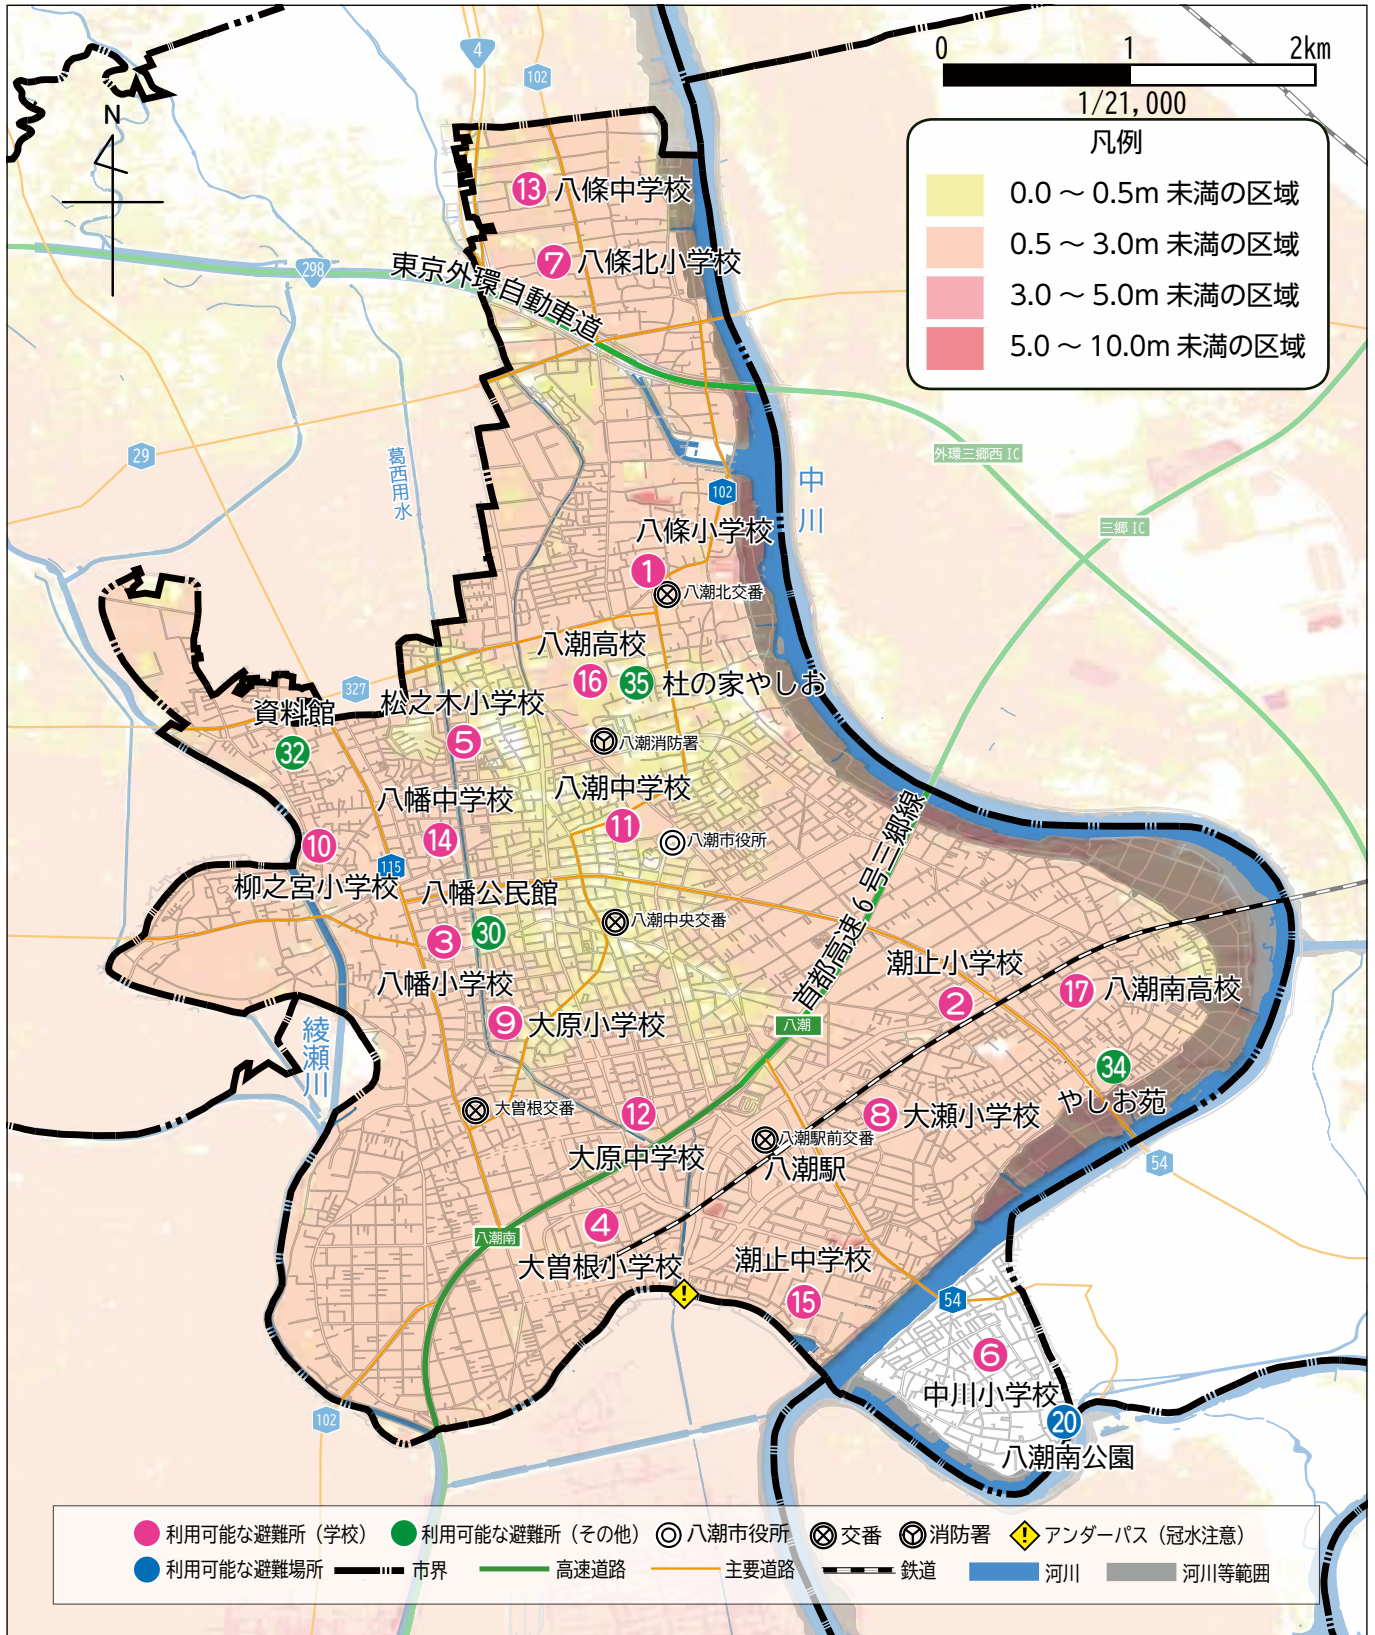 0 1 2km
1/21,000
凡例
0.0 ～ 0.5m 未満の区域
0.5 ～ 3.0m 未満の区域
3.0 ～ 5.0m 未満の区域
5.0 ～ 10.0m 未満の区域
N
4
102
13 八條中学校
7 八條北小学校
298
東京外環自動車道
29
葛西用水
外環三郷西 IC
中川
102
三郷 IC
八條小学校
1
八潮北交番
八潮高校
16
35 杜の家やしお
327
松之木小学校
5
資料館
32
八潮消防署
八幡中学校
14
八潮中学校
11
八潮市役所
10
柳之宮小学校
115
八幡公民館
30
3
八幡小学校
八潮中央交番
首都高速6号三郷線
潮止小学校
2
17 八潮南高校
9 大原小学校
八潮
綾瀬川
34
やしお苑
大曽根交番
12
大原中学校
8 大瀬小学校
八潮駅前交番
八潮駅
54
4
大曽根小学校
八潮南
潮止中学校
15
54
6
中川小学校
20
八潮南公園
102
利用可能な避難所（学校） 利用可能な避難所（その他） 八潮市役所 交番 消防署 アンダーパス（冠水注意）
利用可能な避難場所 市界 高速道路 主要道路 鉄道 河川 河川等範囲